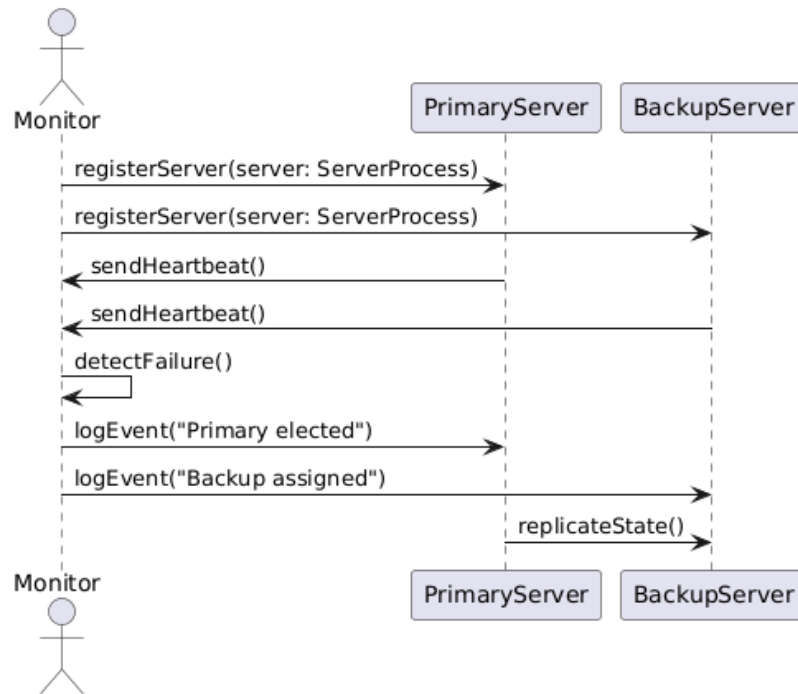 Monitor
PrimaryServer
BackupServer
registerServer(server: ServerProcess)
registerServer(server: ServerProcess)
sendHeartbeat()
sendHeartbeat()
detectFailure()
logEvent("Primary elected")
logEvent("Backup assigned")
replicateState()
Monitor
PrimaryServer
BackupServer